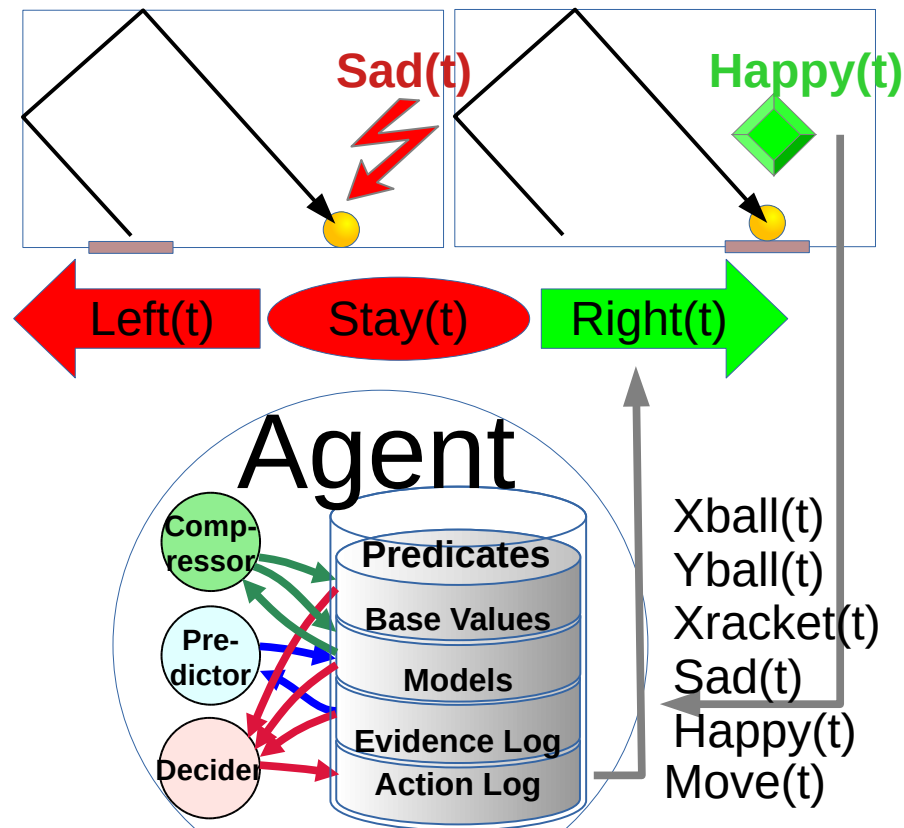 Sad(t)
Happy(t)
Left(t)
Stay(t)
Right(t)
Agent
Comp-
ressor
Pre-
dictor
Decider
Predicates
Base Values
Models
Evidence Log
Action Log
Xball(t)
Yball(t)
Xracket(t)
Sad(t)
Happy(t)
Move(t)